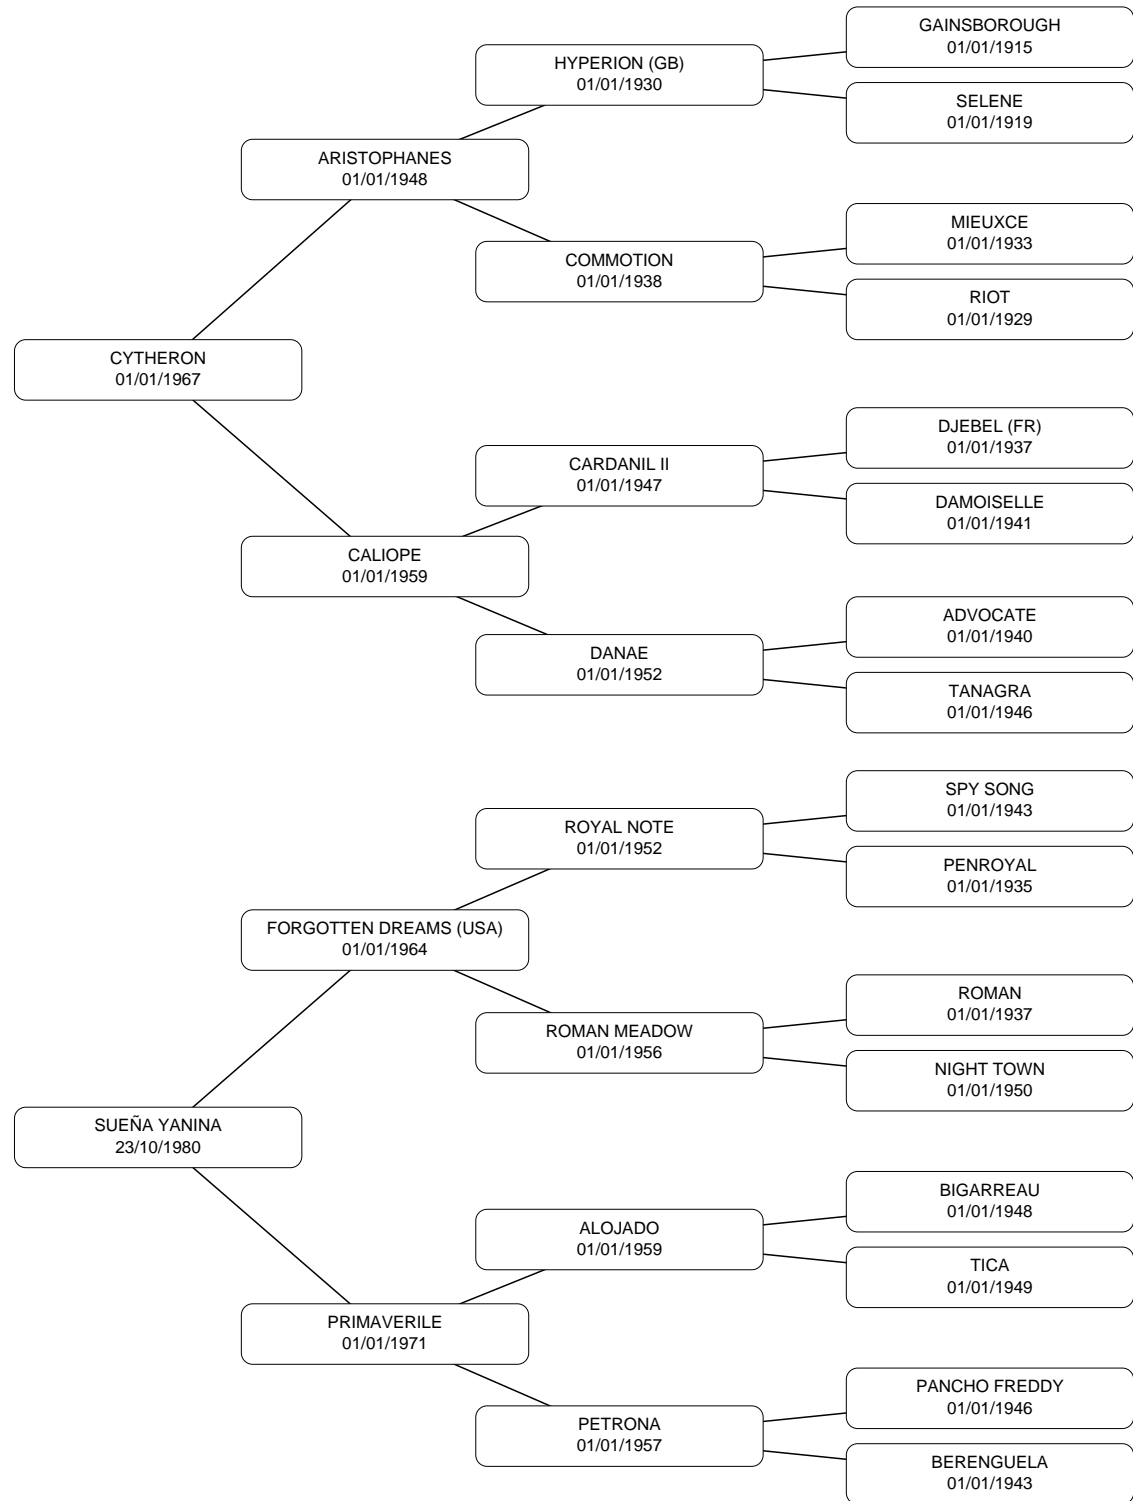 GAINSBOROUGH
01/01/1915
HYPERION (GB)
01/01/1930
SELENE
01/01/1919
ARISTOPHANES
01/01/1948
MIEUXCE
01/01/1933
COMMOTION
01/01/1938
RIOT
01/01/1929
CYTHERON
01/01/1967
DJEBEL (FR)
01/01/1937
CARDANIL II
01/01/1947
DAMOISELLE
01/01/1941
CALIOPE
01/01/1959
ADVOCATE
01/01/1940
DANAE
01/01/1952
TANAGRA
01/01/1946
SPY SONG
01/01/1943
ROYAL NOTE
01/01/1952
PENROYAL
01/01/1935
FORGOTTEN DREAMS (USA)
01/01/1964
ROMAN
01/01/1937
ROMAN MEADOW
01/01/1956
NIGHT TOWN
01/01/1950
SUEÑA YANINA
23/10/1980
BIGARREAU
01/01/1948
ALOJADO
01/01/1959
TICA
01/01/1949
PRIMAVERILE
01/01/1971
PANCHO FREDDY
01/01/1946
PETRONA
01/01/1957
BERENGUELA
01/01/1943